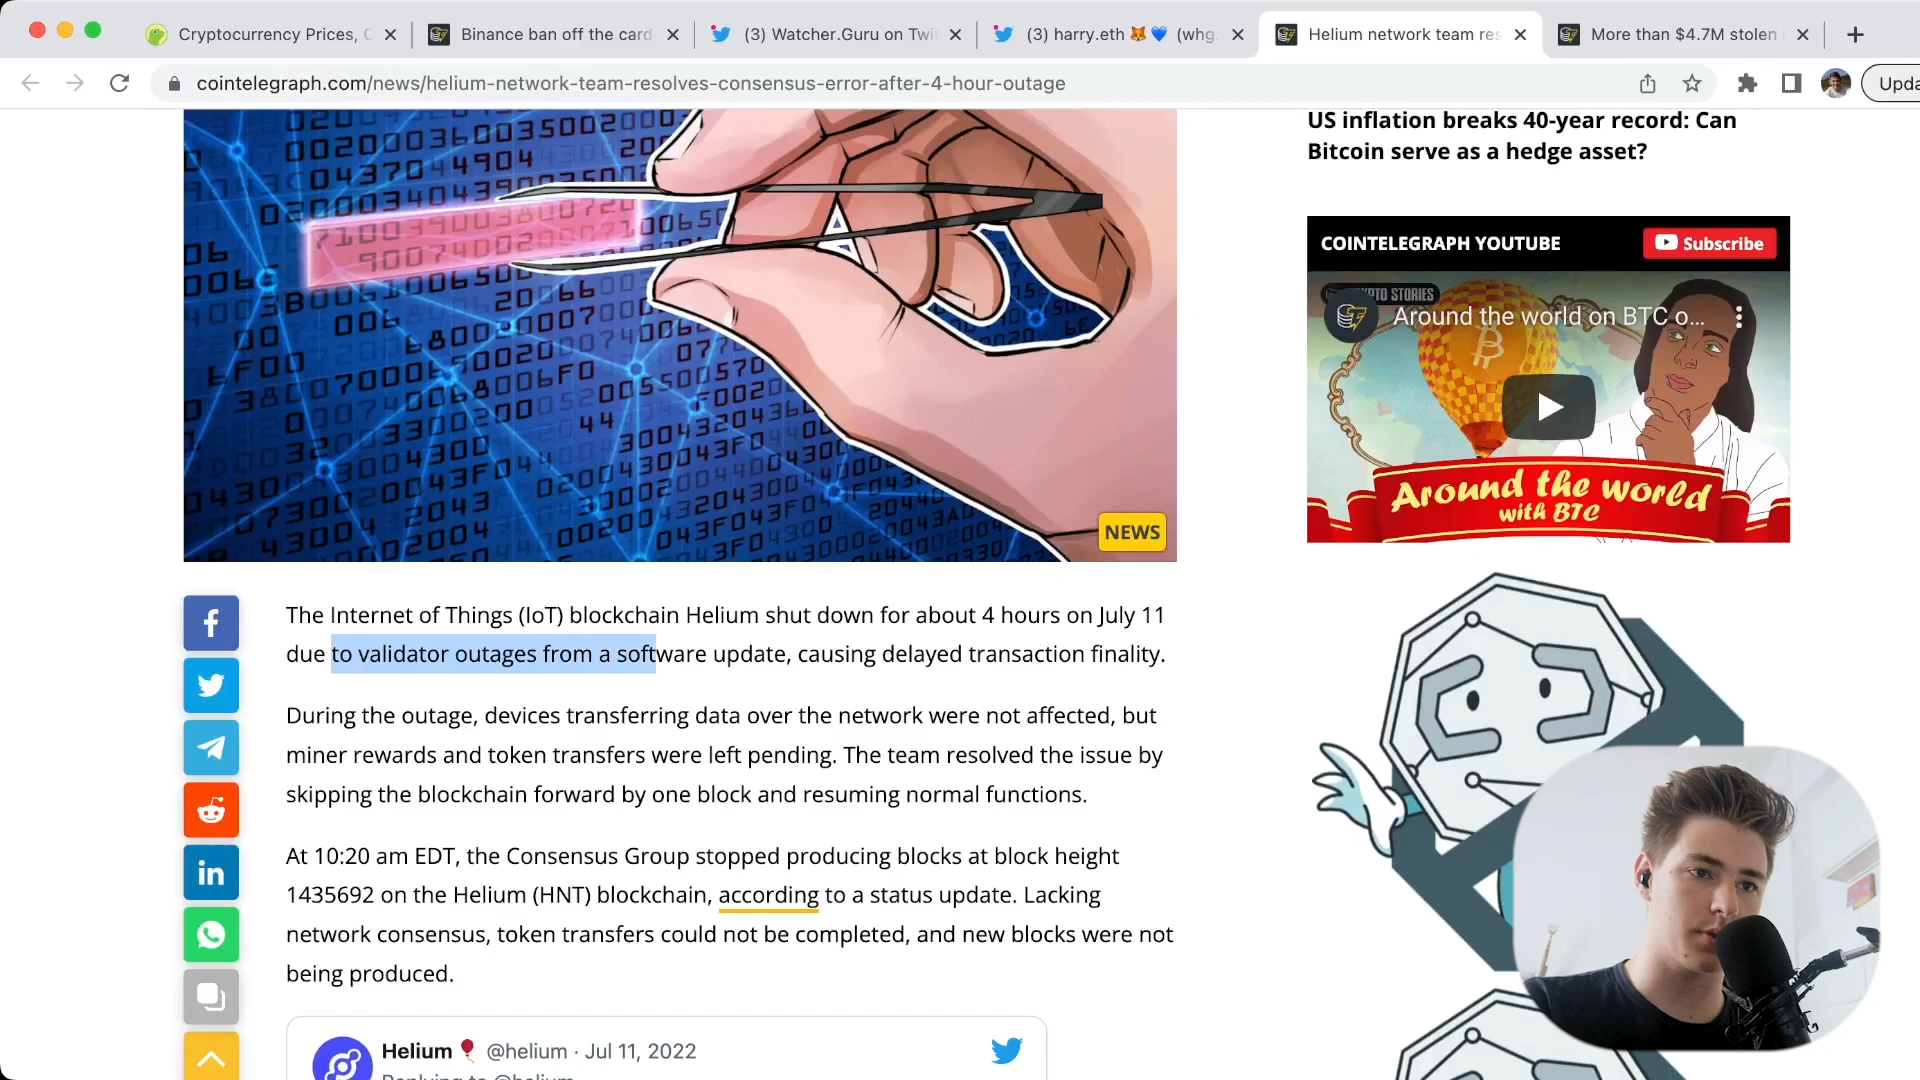 Cryptocurrency Prices, C
Binance ban off the card
(3) Watcher.Guru on Twi
(3) harry.eth 🦊💙 (whg.
Helium network team res
More than $4.7M stolen
cointelegraph.com/news/helium-network-team-resolves-consensus-error-after-4-hour-outage
Upda
NEWS
The Internet of Things (IoT) blockchain Helium shut down for about 4 hours on July 11
due to validator outages from a software update, causing delayed transaction finality.
During the outage, devices transferring data over the network were not affected, but
miner rewards and token transfers were left pending. The team resolved the issue by
skipping the blockchain forward by one block and resuming normal functions.
At 10:20 am EDT, the Consensus Group stopped producing blocks at block height
1435692 on the Helium (HNT) blockchain, according to a status update. Lacking
network consensus, token transfers could not be completed, and new blocks were not
being produced.
Helium🎈 @helium · Jul 11, 2022
Replying to @helium
US inflation breaks 40-year record: Can
Bitcoin serve as a hedge asset?
COINTELEGRAPH YOUTUBE
Subscribe
STORIES
Around the world on BTC o...
Around the world
with BTC